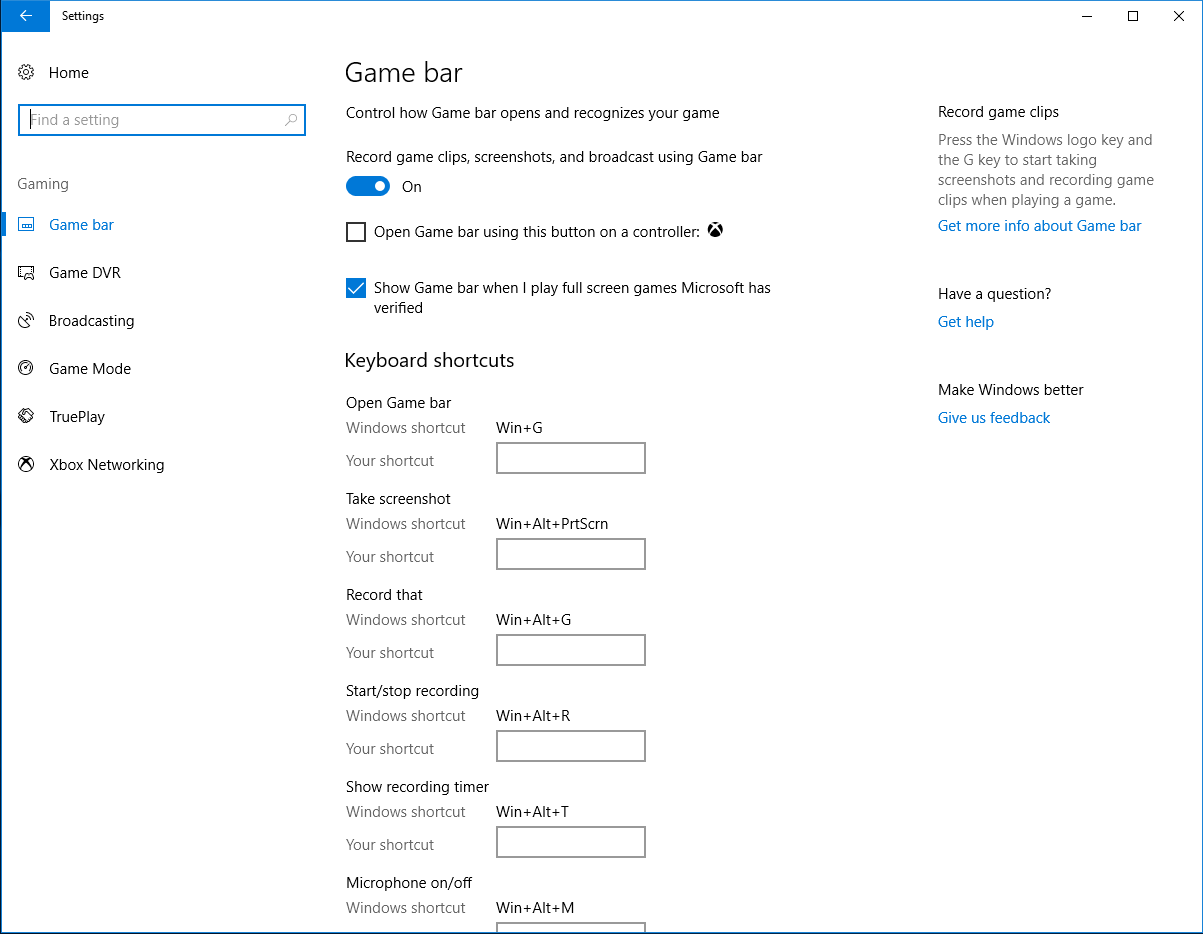 Settings
Home
Find a setting
Gaming
Game bar
Game DVR
Broadcasting
Game Mode
TruePlay
Xbox Networking
Game bar
Control how Game bar opens and recognizes your game
Record game clips, screenshots, and broadcast using Game bar
On
Open Game bar using this button on a controller:
Show Game bar when I play full screen games Microsoft has
verified
Keyboard shortcuts
Open Game bar
Windows shortcut Win+G
Your shortcut
Take screenshot
Windows shortcut Win+Alt+PrtScrn
Your shortcut
Record that
Windows shortcut Win+Alt+G
Your shortcut
Start/stop recording
Windows shortcut Win+Alt+R
Your shortcut
Show recording timer
Windows shortcut Win+Alt+T
Your shortcut
Microphone on/off
Windows shortcut Win+Alt+M
Record game clips
Press the Windows logo key and
the G key to start taking
screenshots and recording game
clips when playing a game.
Get more info about Game bar
Have a question?
Get help
Make Windows better
Give us feedback